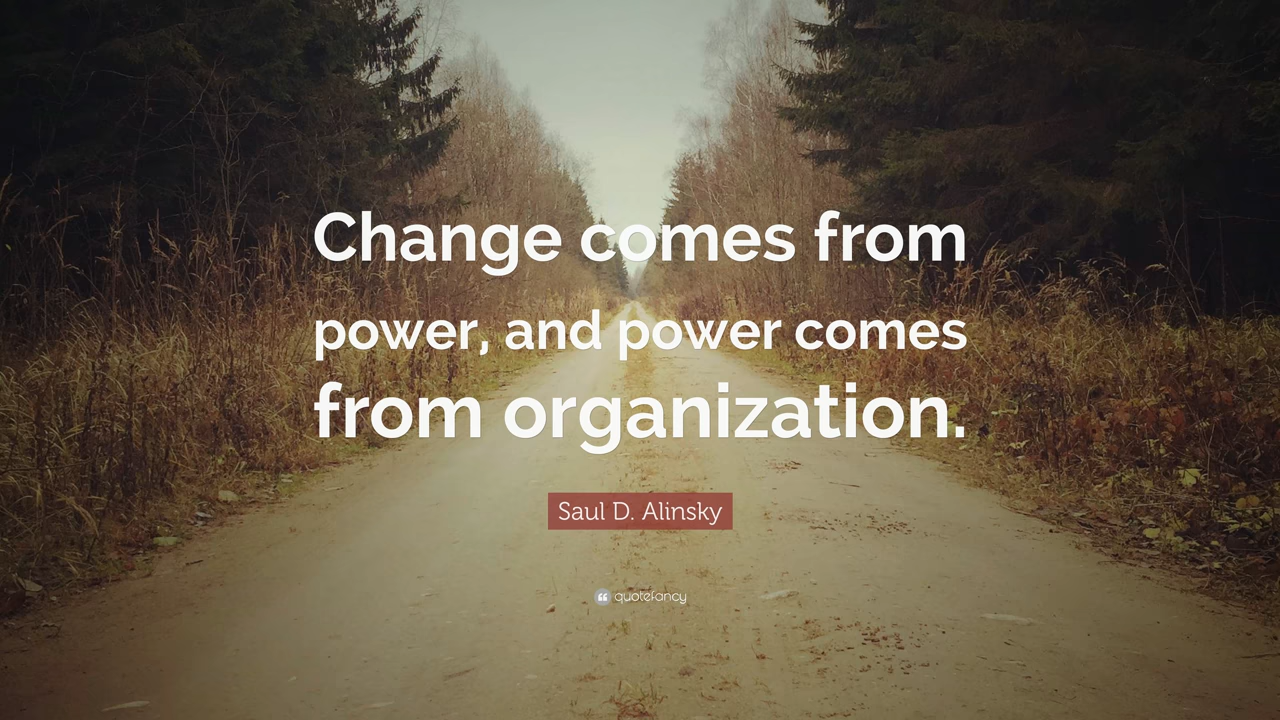 Change comes from
power, and power comes
from organization.
Saul D. Alinsky
quotefancy